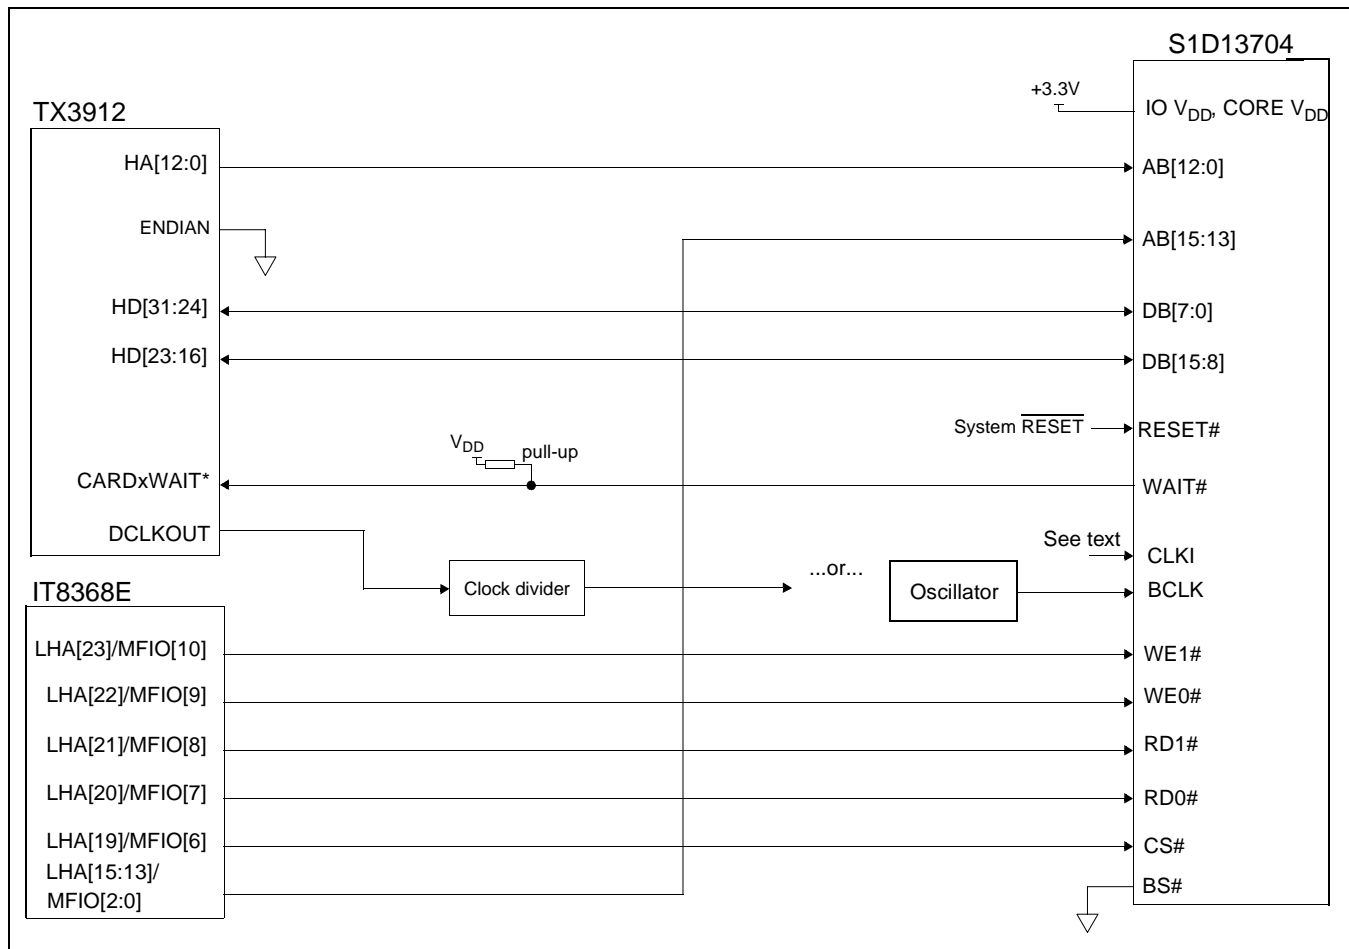 S1D13704
+3.3V
IO VDD, CORE VDD
TX3912
HA[12:0]
AB[12:0]
ENDIAN
AB[15:13]
HD[31:24]
DB[7:0]
HD[23:16]
DB[15:8]
System RESET
RESET#
VDD
pull-up
CARDxWAIT*
WAIT#
DCLKOUT
See text
CLKI
...or...
IT8368E
Clock divider
Oscillator
BCLK
LHA[23]/MFIO[10]
WE1#
LHA[22]/MFIO[9]
WE0#
LHA[21]/MFIO[8]
RD1#
LHA[20]/MFIO[7]
RD0#
LHA[19]/MFIO[6]
CS#
LHA[15:13]/
MFIO[2:0]
BS#